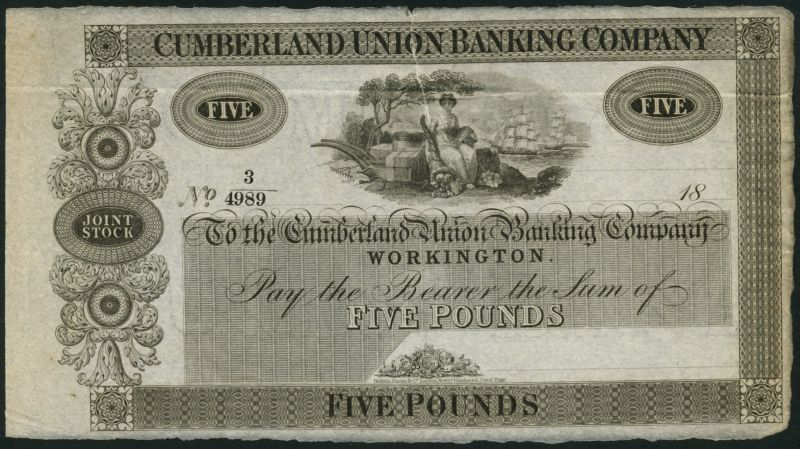 CUMBERLAND UNION BANKING COMPANY
FIVE
FIVE
No. 3
4989
18
JOINT STOCK
To the Cumberland Union Banking Company
WORKINGTON.
Pay the Bearer the Sum of
FIVE POUNDS
FIVE POUNDS